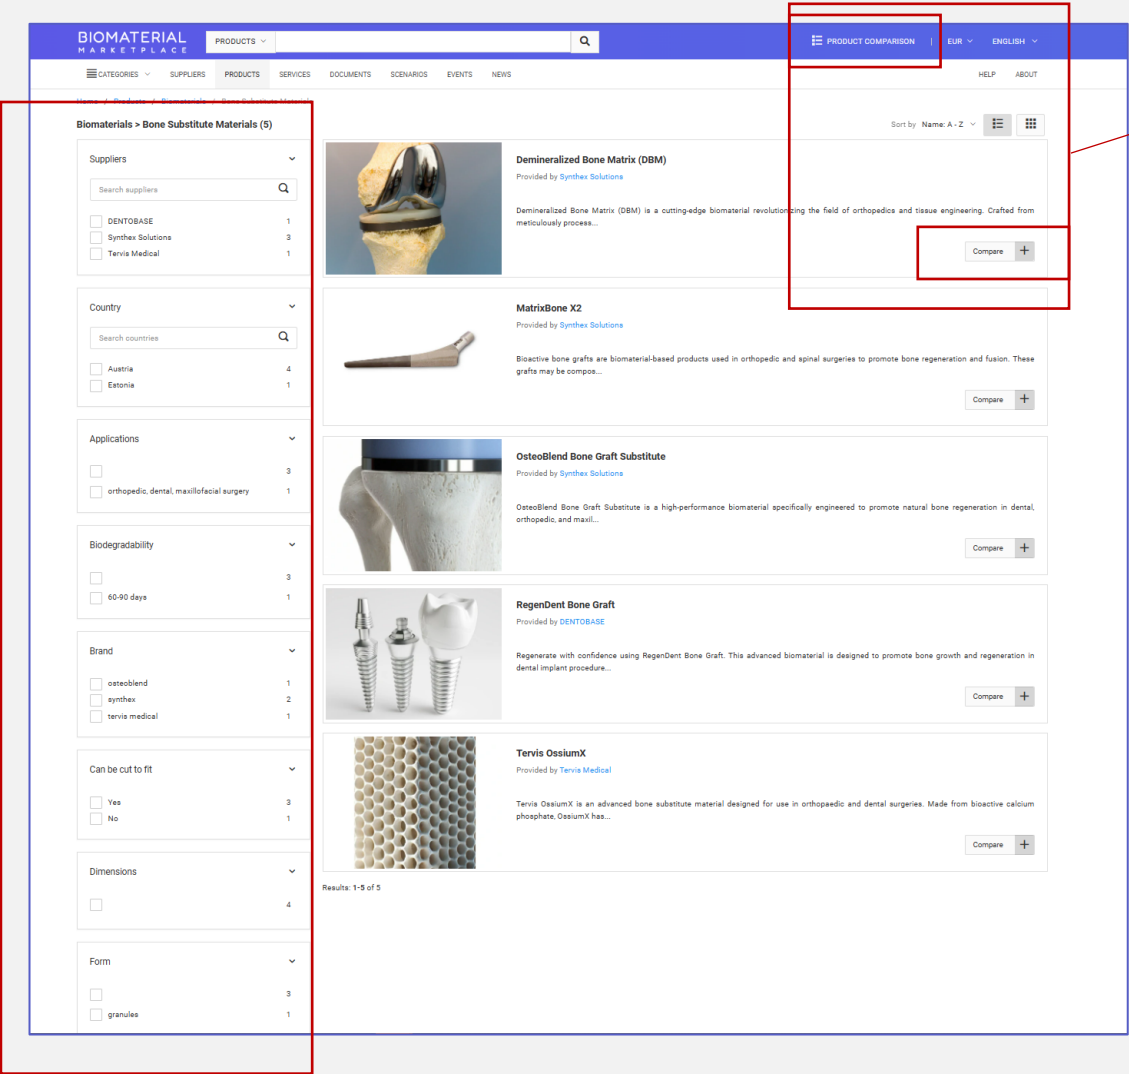 BIOMATERIAL
MARKETPLACE
PRODUCTS
PRODUCT COMPARISON | EUR ENGLISH
CATEGORIES SUPPLIERS PRODUCTS SERVICES DOCUMENTS SCENARIOS EVENTS NEWS HELP ABOUT
Home / Products / Biomaterials / Bone Substitute Materials
Biomaterials > Bone Substitute Materials (5)
Sort by Name: A - Z
Suppliers
Search suppliers
DENTOBASE 1
Synthex Solutions 3
Tervis Medical 1
Country
Search countries
Austria 4
Estonia 1
Applications
3
orthopedic, dental, maxillofacial surgery 1
Biodegradability
3
60-90 days 1
Brand
osteoblend 1
synthex 2
tervis medical 1
Can be cut to fit
Yes 3
No 1
Dimensions
4
Form
3
granules 1
Demineralized Bone Matrix (DBM)
Provided by Synthex Solutions
Demineralized Bone Matrix (DBM) is a cutting-edge biomaterial revolutionizing the field of orthopedics and tissue engineering. Crafted from
meticulously process...
Compare +
MatrixBone X2
Provided by Synthex Solutions
Bioactive bone grafts are biomaterial-based products used in orthopedic and spinal surgeries to promote bone regeneration and fusion. These
grafts may be compos...
Compare +
OsteoBlend Bone Graft Substitute
Provided by Synthex Solutions
OsteoBlend Bone Graft Substitute is a high-performance biomaterial specifically engineered to promote natural bone regeneration in dental,
orthopedic, and maxil...
Compare +
RegenDent Bone Graft
Provided by DENTOBASE
Regenerate with confidence using RegenDent Bone Graft. This advanced biomaterial is designed to promote bone growth and regeneration in
dental implant procedure...
Compare +
Tervis OssiumX
Provided by Tervis Medical
Tervis OssiumX is an advanced bone substitute material designed for use in orthopaedic and dental surgeries. Made from bioactive calcium
phosphate, OssiumX has...
Compare +
Results: 1-5 of 5